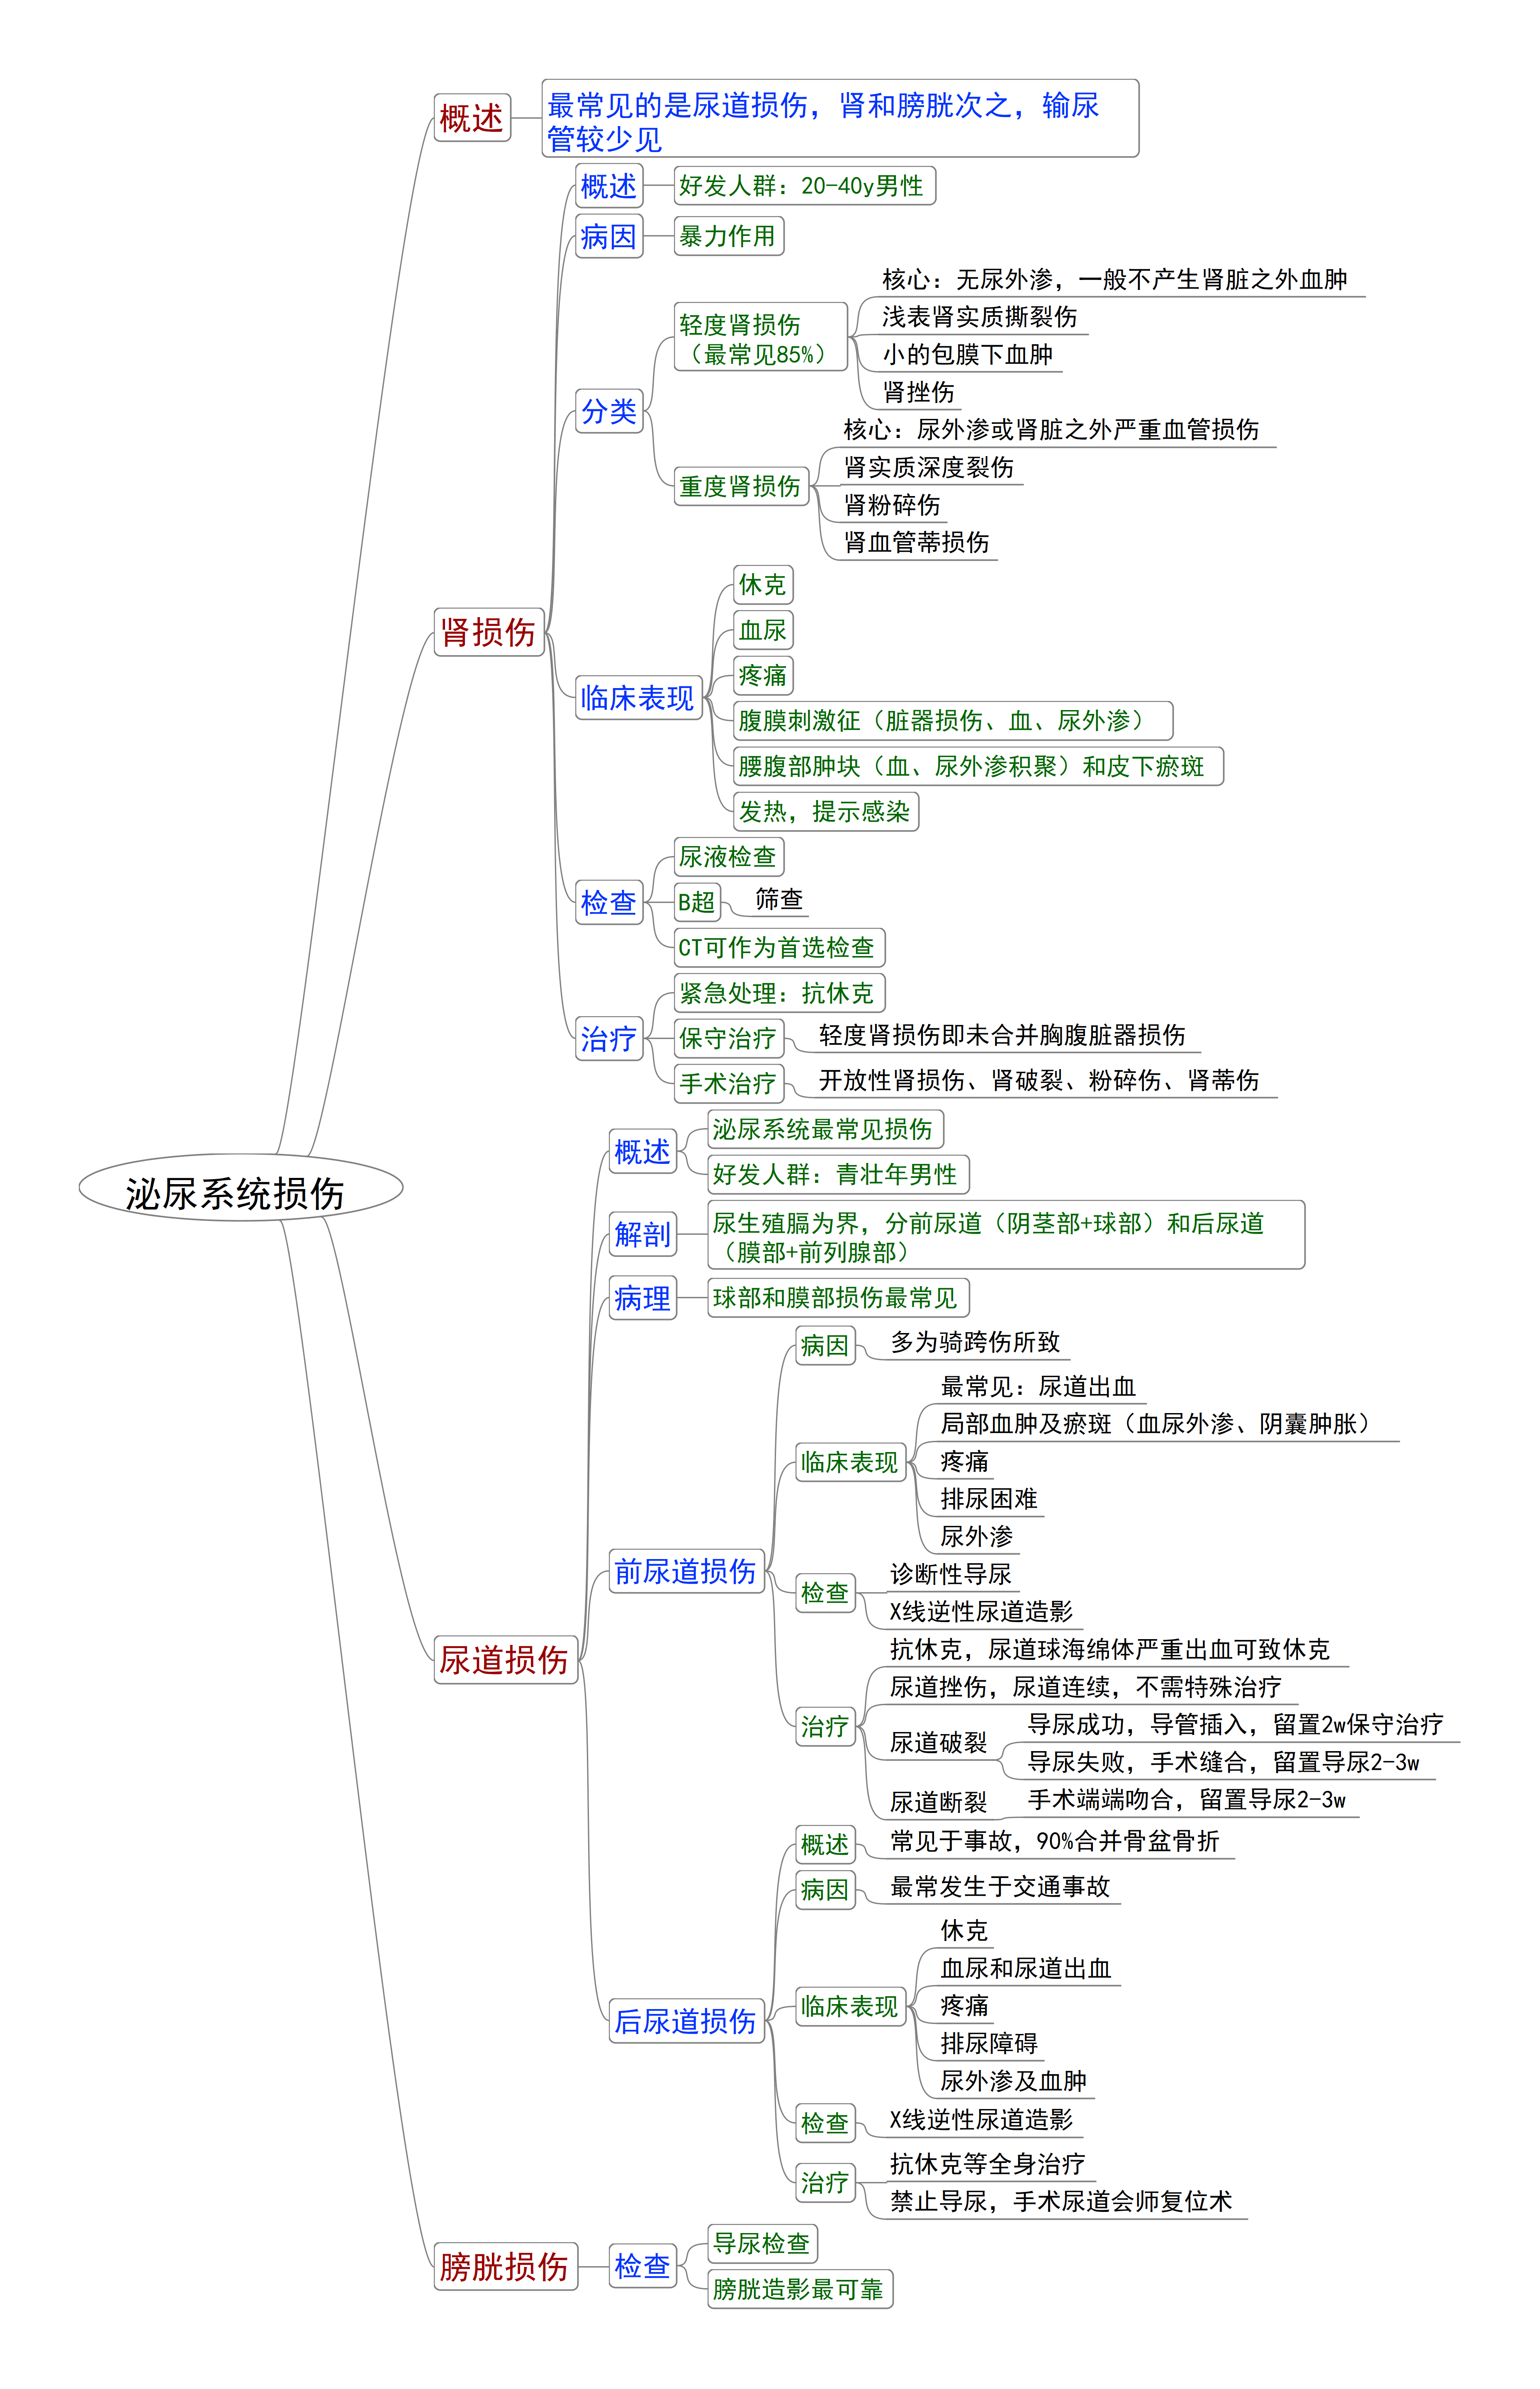 泌尿系统损伤
概述
最常见的是尿道损伤，肾和膀胱次之，输尿
管较少见
肾损伤
概述
好发人群：20-40y男性
病因
暴力作用
分类
轻度肾损伤
（最常见85%）
核心：无尿外渗，一般不产生肾脏之外血肿
浅表肾实质撕裂伤
小的包膜下血肿
肾挫伤
重度肾损伤
核心：尿外渗或肾脏之外严重血管损伤
肾实质深度裂伤
肾粉碎伤
肾血管蒂损伤
临床表现
休克
血尿
疼痛
腹膜刺激征（脏器损伤、血、尿外渗）
腰腹部肿块（血、尿外渗积聚）和皮下瘀斑
发热，提示感染
检查
尿液检查
B超
筛查
CT可作为首选检查
治疗
紧急处理：抗休克
保守治疗
轻度肾损伤即未合并胸腹脏器损伤
手术治疗
开放性肾损伤、肾破裂、粉碎伤、肾蒂伤
尿道损伤
概述
泌尿系统最常见损伤
好发人群：青壮年男性
解剖
尿生殖膈为界，分前尿道（阴茎部+球部）和后尿道
（膜部+前列腺部）
病理
球部和膜部损伤最常见
前尿道损伤
病因
多为骑跨伤所致
临床表现
最常见：尿道出血
局部血肿及瘀斑（血尿外渗、阴囊肿胀）
疼痛
排尿困难
尿外渗
检查
诊断性导尿
X线逆性尿道造影
治疗
抗休克，尿道球海绵体严重出血可致休克
尿道挫伤，尿道连续，不需特殊治疗
尿道破裂
导尿成功，导管插入，留置2w保守治疗
导尿失败，手术缝合，留置导尿2-3w
尿道断裂
手术端端吻合，留置导尿2-3w
后尿道损伤
概述
常见于事故，90%合并骨盆骨折
病因
最常发生于交通事故
临床表现
休克
血尿和尿道出血
疼痛
排尿障碍
尿外渗及血肿
检查
X线逆性尿道造影
治疗
抗休克等全身治疗
禁止导尿，手术尿道会师复位术
膀胱损伤
检查
导尿检查
膀胱造影最可靠